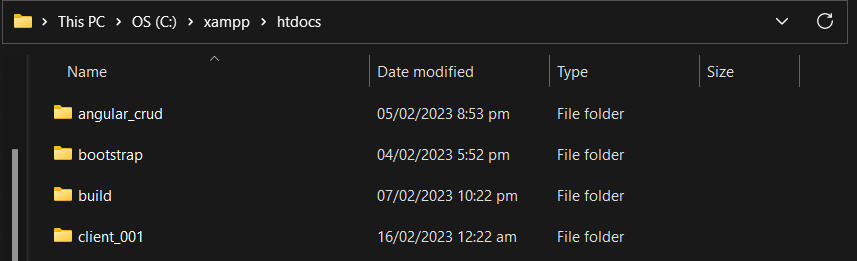 This PC > OS (C:) > xampp > htdocs
Name Date modified Type Size
angular_crud 05/02/2023 8:53 pm File folder
bootstrap 04/02/2023 5:52 pm File folder
build 07/02/2023 10:22 pm File folder
client_001 16/02/2023 12:22 am File folder